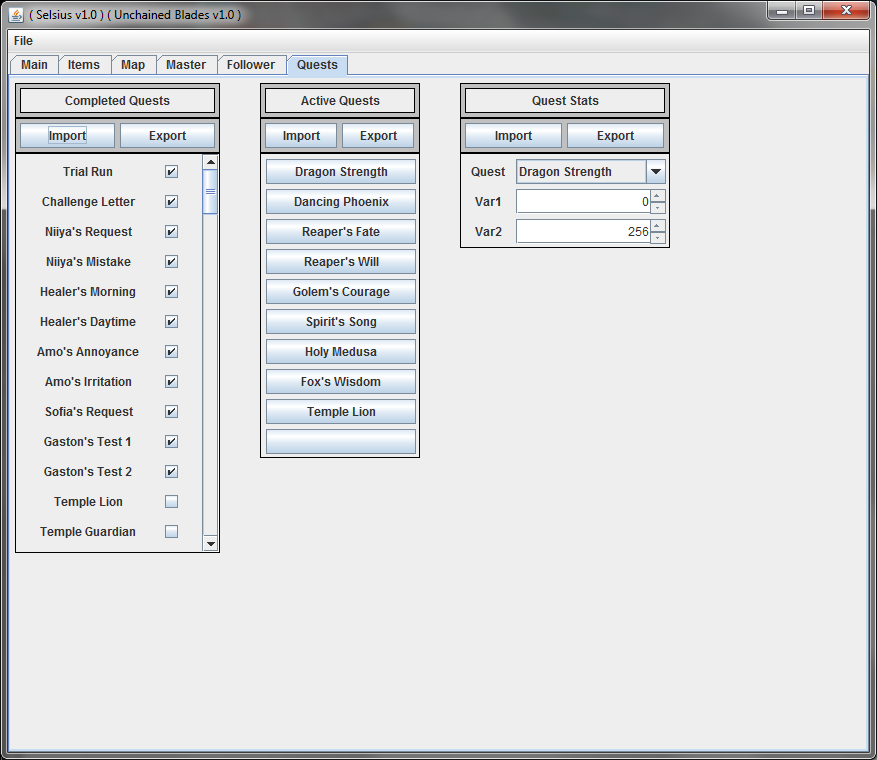 ( Selsius v1.0 ) ( Unchained Blades v1.0 )
File
Main Items Map Master Follower Quests
Completed Quests
Import Export
Trial Run
Challenge Letter
Niiya's Request
Niiya's Mistake
Healer's Morning
Healer's Daytime
Amo's Annoyance
Amo's Irritation
Sofia's Request
Gaston's Test 1
Gaston's Test 2
Temple Lion
Temple Guardian
Active Quests
Import Export
Dragon Strength
Dancing Phoenix
Reaper's Fate
Reaper's Will
Golem's Courage
Spirit's Song
Holy Medusa
Fox's Wisdom
Temple Lion
Quest Stats
Import Export
Quest Dragon Strength
Var1 0
Var2 256